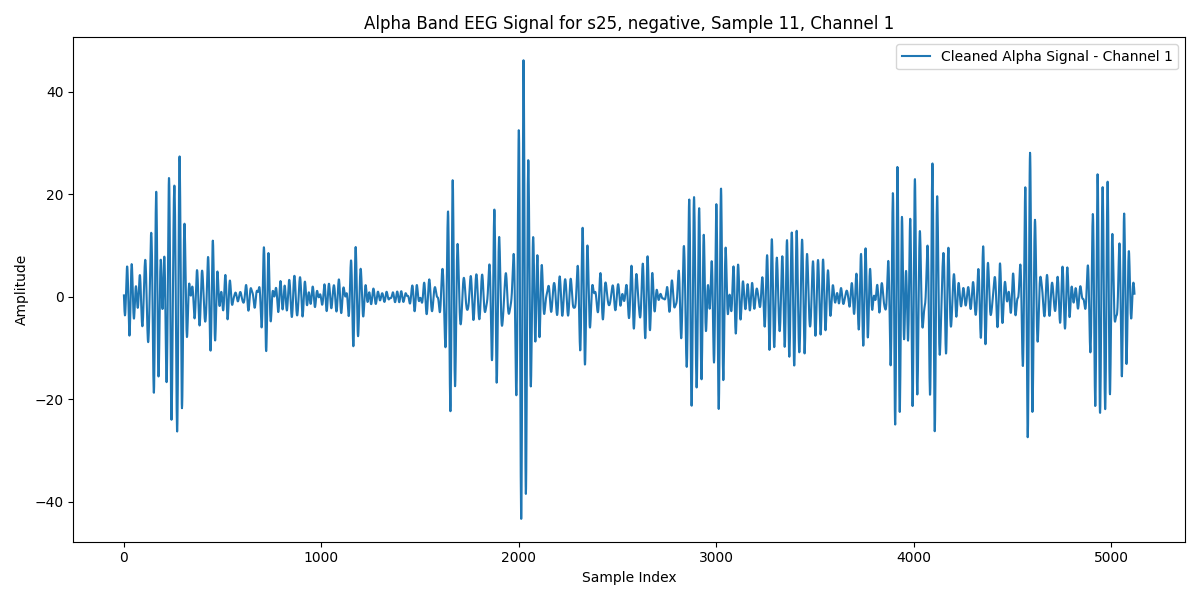 Alpha Band EEG Signal for s25, negative, Sample 11, Channel 1
Cleaned Alpha Signal - Channel 1
Amplitude
40
20
0
−20
−40
0 1000 2000 3000 4000 5000
Sample Index